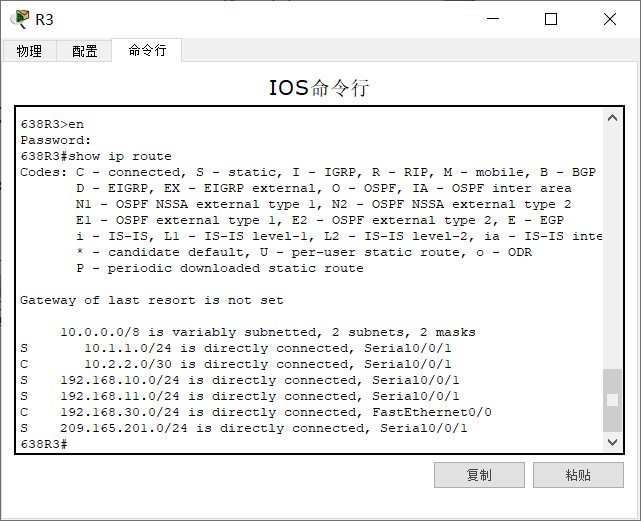 R3
物理 配置 命令行
IOS命令行
638R3>en
Password:
638R3#show ip route
Codes: C - connected, S - static, I - IGRP, R - RIP, M - mobile, B - BGP
       D - EIGRP, EX - EIGRP external, O - OSPF, IA - OSPF inter area
       N1 - OSPF NSSA external type 1, N2 - OSPF NSSA external type 2
       E1 - OSPF external type 1, E2 - OSPF external type 2, E - EGP
       i - IS-IS, L1 - IS-IS level-1, L2 - IS-IS level-2, ia - IS-IS inte
       * - candidate default, U - per-user static route, o - ODR
       P - periodic downloaded static route
Gateway of last resort is not set
     10.0.0.0/8 is variably subnetted, 2 subnets, 2 masks
S       10.1.1.0/24 is directly connected, Serial0/0/1
C       10.2.2.0/30 is directly connected, Serial0/0/1
S    192.168.10.0/24 is directly connected, Serial0/0/1
S    192.168.11.0/24 is directly connected, Serial0/0/1
C    192.168.30.0/24 is directly connected, FastEthernet0/0
S    209.165.201.0/24 is directly connected, Serial0/0/1
638R3#
复制 粘贴